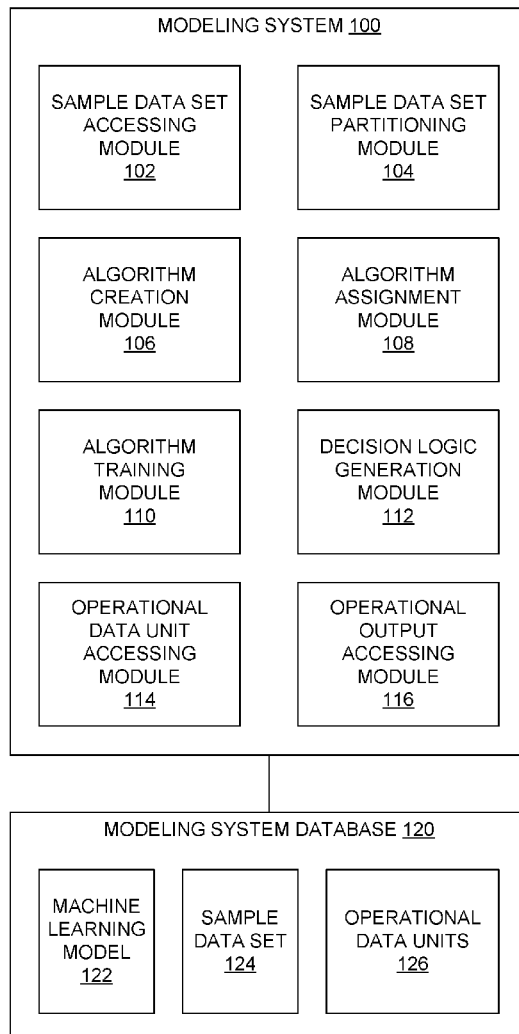 MODELING SYSTEM 100
SAMPLE DATA SET
ACCESSING
MODULE
102
SAMPLE DATA SET
PARTITIONING
MODULE
104
ALGORITHM
CREATION
MODULE
106
ALGORITHM
ASSIGNMENT
MODULE
108
ALGORITHM
TRAINING
MODULE
110
DECISION LOGIC
GENERATION
MODULE
112
OPERATIONAL
DATA UNIT
ACCESSING
MODULE
114
OPERATIONAL
OUTPUT
ACCESSING
MODULE
116
MODELING SYSTEM DATABASE 120
MACHINE
LEARNING
MODEL
122
SAMPLE
DATA SET
124
OPERATIONAL
DATA UNITS
126